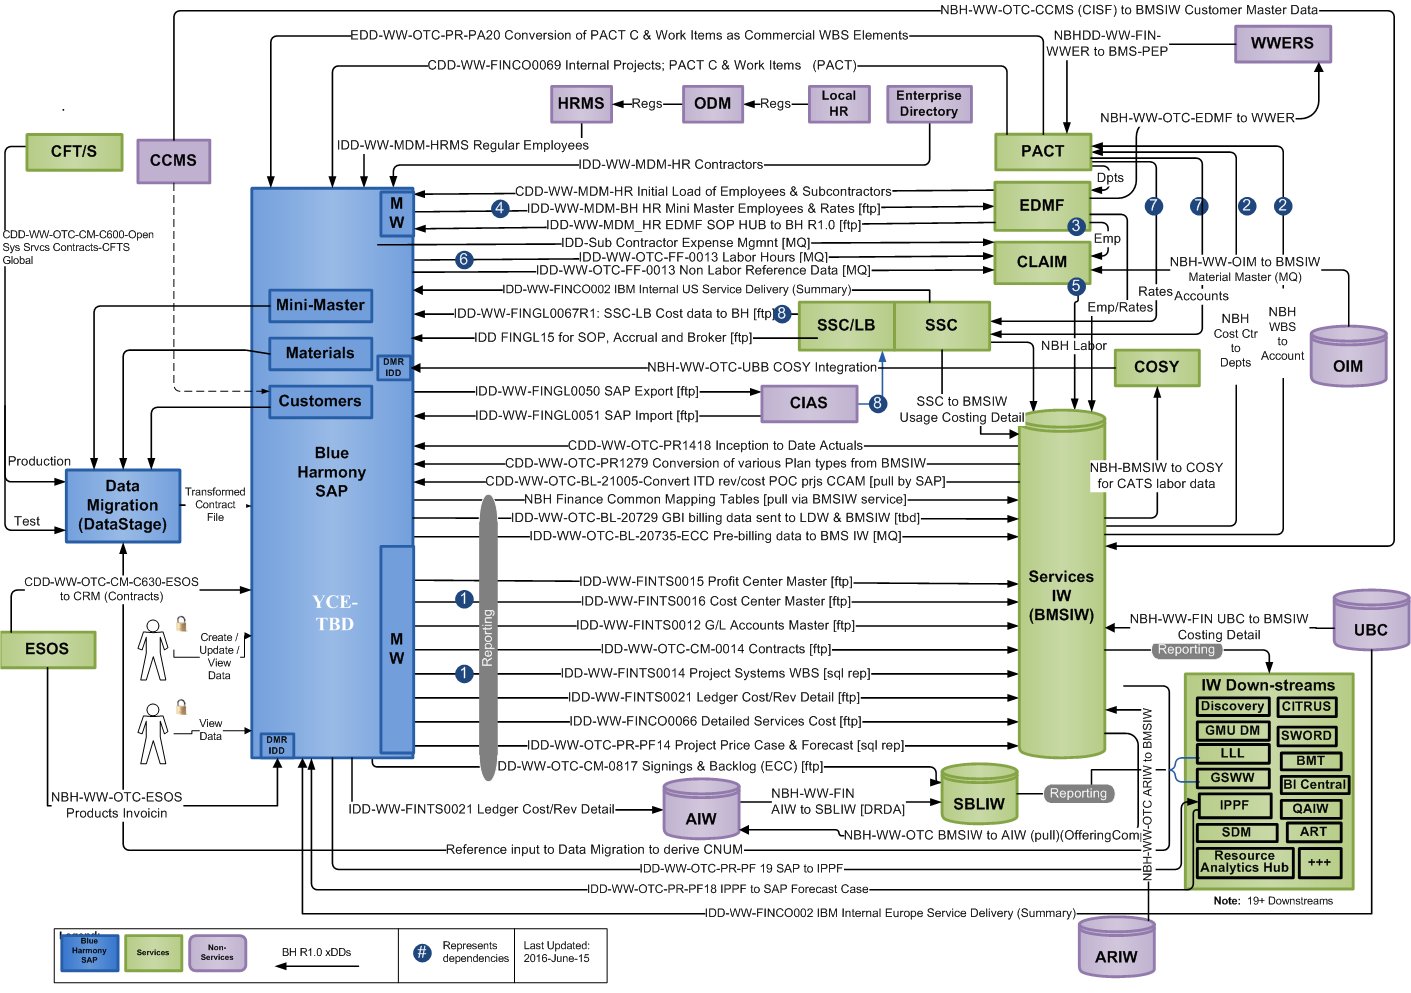 NBH-WW-OTC-CCMS (CISF) to BMSIW Customer Master Data
EDD-WW-OTC-PR-PA20 Conversion of PACT C & Work Items as Commercial WBS Elements
NBHDD-WW-FIN-
WWER to BMS-PEP
WWERS
CDD-WW-FINCO0069 Internal Projects; PACT C & Work Items (PACT)
HRMS
Regs
ODM
Regs
Local
HR
Enterprise
Directory
NBH-WW-OTC-EDMF to WWER
CFT/S
CCMS
IDD-WW-MDM-HRMS Regular Employees
IDD-WW-MDM-HR Contractors
PACT
Dpts
M
W
CDD-WW-MDM-HR Initial Load of Employees & Subcontractors
4
IDD-WW-MDM-BH HR Mini Master Employees & Rates [ftp]
IDD-WW-MDM_HR EDMF SOP HUB to BH R1.0 [ftp]
EDMF
3
7
7
2
2
Emp
CDD-WW-OTC-CM-C600-Open
Sys Srvcs Contracts-CFTS
Global
IDD-Sub Contractor Expense Mgmnt [MQ]
6
IDD-WW-OTC-FF-0013 Labor Hours [MQ]
IDD-WW-OTC-FF-0013 Non Labor Reference Data [MQ]
CLAIM
5
NBH-WW-OIM to BMSIW
Material Master (MQ)
IDD-WW-FINCO002 IBM Internal US Service Delivery (Summary)
Rates
Accounts
Emp/Rates
Mini-Master
IDD-WW-FINGL0067R1: SSC-LB Cost data to BH [ftp]
8
SSC/LB
SSC
NBH
Cost Ctr
to
Depts
NBH
WBS
to
Account
IDD FINGL15 for SOP, Accrual and Broker [ftp]
NBH Labor
Materials
DMR
IDD
NBH-WW-OTC-UBB COSY Integration
COSY
OIM
Customers
IDD-WW-FINGL0050 SAP Export [ftp]
CIAS
8
IDD-WW-FINGL0051 SAP Import [ftp]
SSC to BMSIW
Usage Costing Detail
Blue
Harmony
SAP
CDD-WW-OTC-PR1418 Inception to Date Actuals
Production
CDD-WW-OTC-PR1279 Conversion of various Plan types from BMSIW
NBH-BMSIW to COSY
for CATS labor data
CDD-WW-OTC-BL-21005-Convert ITD rev/cost POC prjs CCAM [pull by SAP]
Data
Migration
(DataStage)
Transformed
Contract
File
Test
NBH Finance Common Mapping Tables [pull via BMSIW service]
IDD-WW-OTC-BL-20729 GBI billing data sent to LDW & BMSIW [tbd]
IDD-WW-OTC-BL-20735-ECC Pre-billing data to BMS IW [MQ]
CDD-WW-OTC-CM-C630-ESOS
to CRM (Contracts)
YCE-
TBD
M
W
Reporting
IDD-WW-FINTS0015 Profit Center Master [ftp]
1
IDD-WW-FINTS0016 Cost Center Master [ftp]
IDD-WW-FINTS0012 G/L Accounts Master [ftp]
IDD-WW-OTC-CM-0014 Contracts [ftp]
1
IDD-WW-FINTS0014 Project Systems WBS [sql rep]
IDD-WW-FINTS0021 Ledger Cost/Rev Detail [ftp]
IDD-WW-FINCO0066 Detailed Services Cost [ftp]
IDD-WW-OTC-PR-PF14 Project Price Case & Forecast [sql rep]
IDD-WW-OTC-CM-0817 Signings & Backlog (ECC) [ftp]
Services
IW
(BMSIW)
NBH-WW-FIN UBC to BMSIW
Costing Detail
UBC
Reporting
ESOS
Create /
Update /
View
Data
View
Data
DMR
IDD
NBH-WW-OTC-ESOS
Products Invoicin
IW Down-streams
Discovery
CITRUS
GMU DM
SWORD
LLL
BMT
GSWW
BI Central
IPPF
QAIW
SDM
ART
Resource
Analytics Hub
+++
Note: 19+ Downstreams
NBH-WW-OTC ARIW to BMSIW
IDD-WW-FINTS0021 Ledger Cost/Rev Detail
AIW
NBH-WW-FIN
AIW to SBLIW [DRDA]
SBLIW
Reporting
NBH-WW-OTC BMSIW to AIW (pull)(OfferingCom
Reference input to Data Migration to derive CNUM
IDD-WW-OTC-PR-PF 19 SAP to IPPF
IDD-WW-OTC-PR-PF18 IPPF to SAP Forecast Case
IDD-WW-FINCO002 IBM Internal Europe Service Delivery (Summary)
ARIW
Legend:
Blue
Harmony
SAP
Services
Non-
Services
BH R1.0 xDDs
#
Represents
dependencies
Last Updated:
2016-June-15